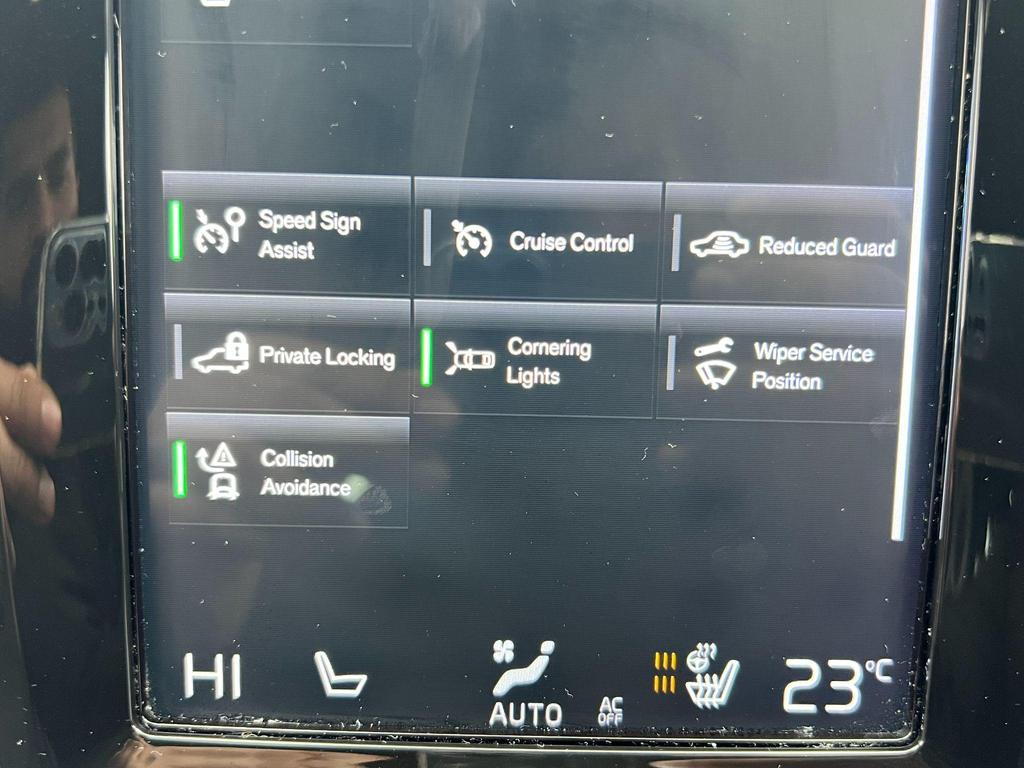 Speed Sign
Assist
Cruise Control
Reduced Guard
Private Locking
Cornering
Lights
Wiper Service
Position
Collision
Avoidance
HI
AUTO
AC
OFF
23°C